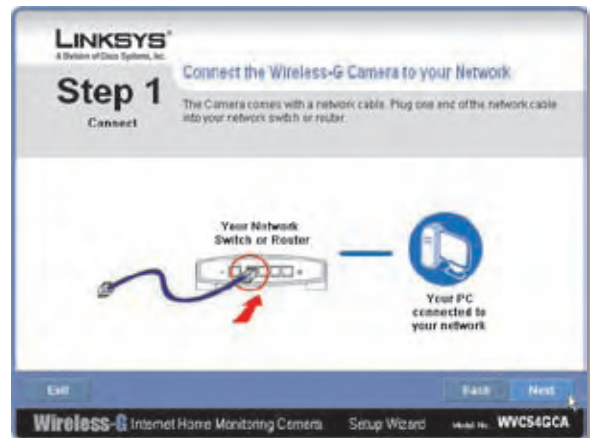 LINKSYS®
A Division of Cisco Systems, Inc.
Step 1
Connect
Connect the Wireless-G Camera to your Network
The Camera comes with a network cable. Plug one end of the network cable
into your network switch or router.
Your Network
Switch or Router
Your PC
connected to
your network
Exit
Back
Next
Wireless-G Internet Home Monitoring Camera
Setup Wizard
Model No. WVC54GCA